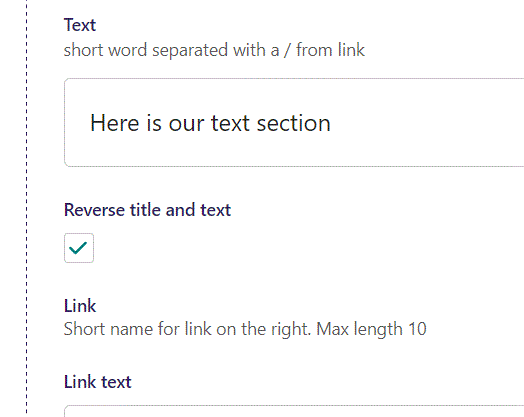 Text
short word separated with a / from link
Here is our text section
Reverse title and text
Link
Short name for link on the right. Max length 10
Link text